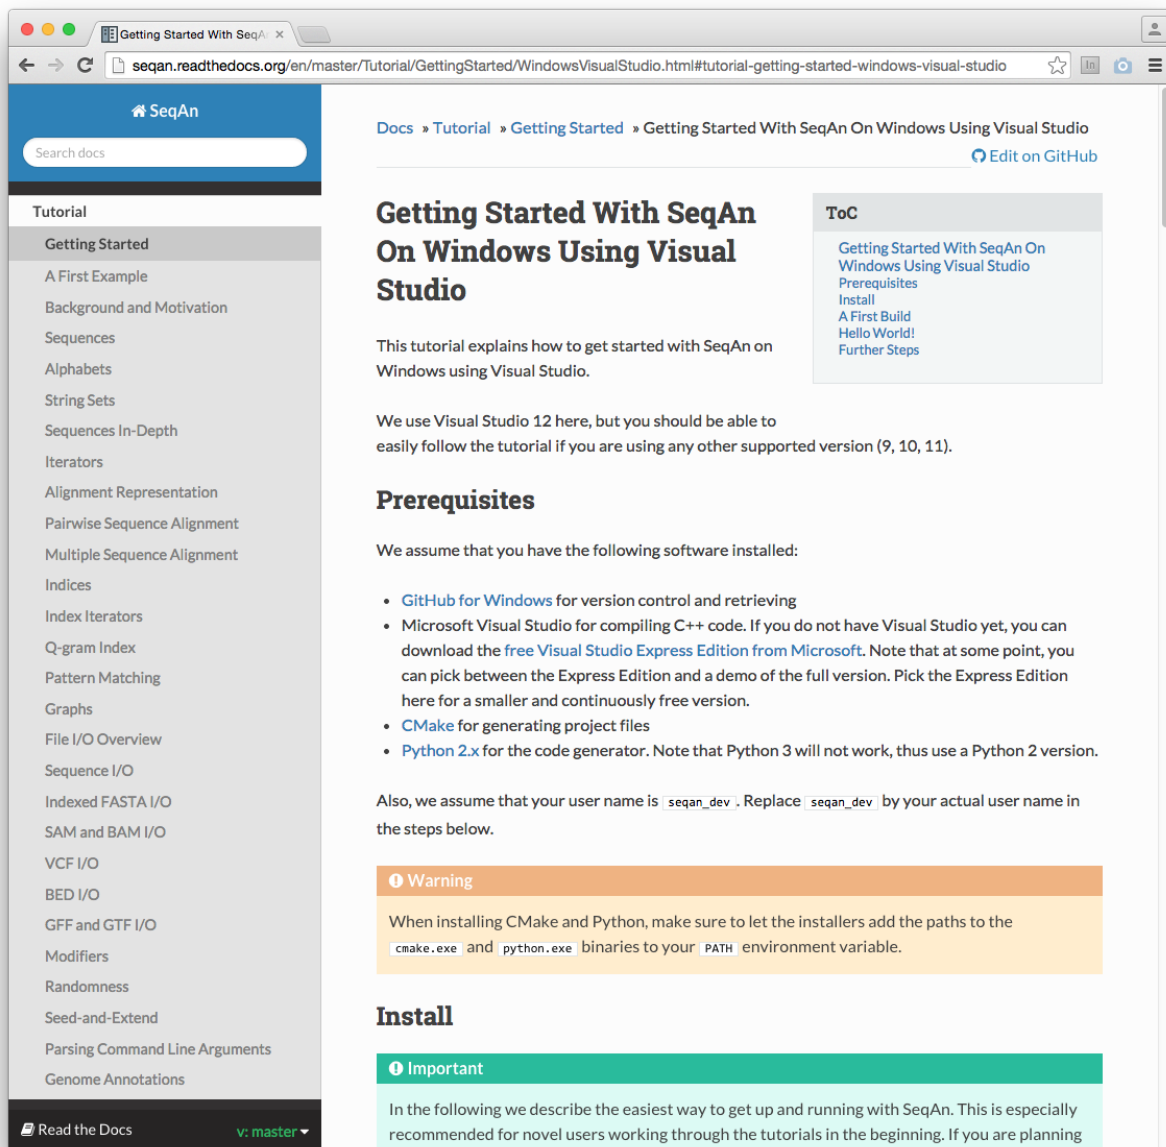 Getting Started With SeqA
seqan.readthedocs.org/en/master/Tutorial/GettingStarted/WindowsVisualStudio.html#tutorial-getting-started-windows-visual-studio
In
SeqAn
Search docs
Tutorial
Getting Started
A First Example
Background and Motivation
Sequences
Alphabets
String Sets
Sequences In-Depth
Iterators
Alignment Representation
Pairwise Sequence Alignment
Multiple Sequence Alignment
Indices
Index Iterators
Q-gram Index
Pattern Matching
Graphs
File I/O Overview
Sequence I/O
Indexed FASTA I/O
SAM and BAM I/O
VCF I/O
BED I/O
GFF and GTF I/O
Modifiers
Randomness
Seed-and-Extend
Parsing Command Line Arguments
Genome Annotations
Read the Docs
v: master
Docs » Tutorial » Getting Started » Getting Started With SeqAn On Windows Using Visual Studio
Edit on GitHub
Getting Started With SeqAn
On Windows Using Visual
Studio
ToC
Getting Started With SeqAn On
Windows Using Visual Studio
Prerequisites
Install
A First Build
Hello World!
Further Steps
This tutorial explains how to get started with SeqAn on
Windows using Visual Studio.
We use Visual Studio 12 here, but you should be able to
easily follow the tutorial if you are using any other supported version (9, 10, 11).
Prerequisites
We assume that you have the following software installed:
• GitHub for Windows for version control and retrieving
• Microsoft Visual Studio for compiling C++ code. If you do not have Visual Studio yet, you can
download the free Visual Studio Express Edition from Microsoft. Note that at some point, you
can pick between the Express Edition and a demo of the full version. Pick the Express Edition
here for a smaller and continuously free version.
• CMake for generating project files
• Python 2.x for the code generator. Note that Python 3 will not work, thus use a Python 2 version.
Also, we assume that your user name is seqan_dev. Replace seqan_dev by your actual user name in
the steps below.
Warning
When installing CMake and Python, make sure to let the installers add the paths to the
cmake.exe and python.exe binaries to your PATH environment variable.
Install
Important
In the following we describe the easiest way to get up and running with SeqAn. This is especially
recommended for novel users working through the tutorials in the beginning. If you are planning